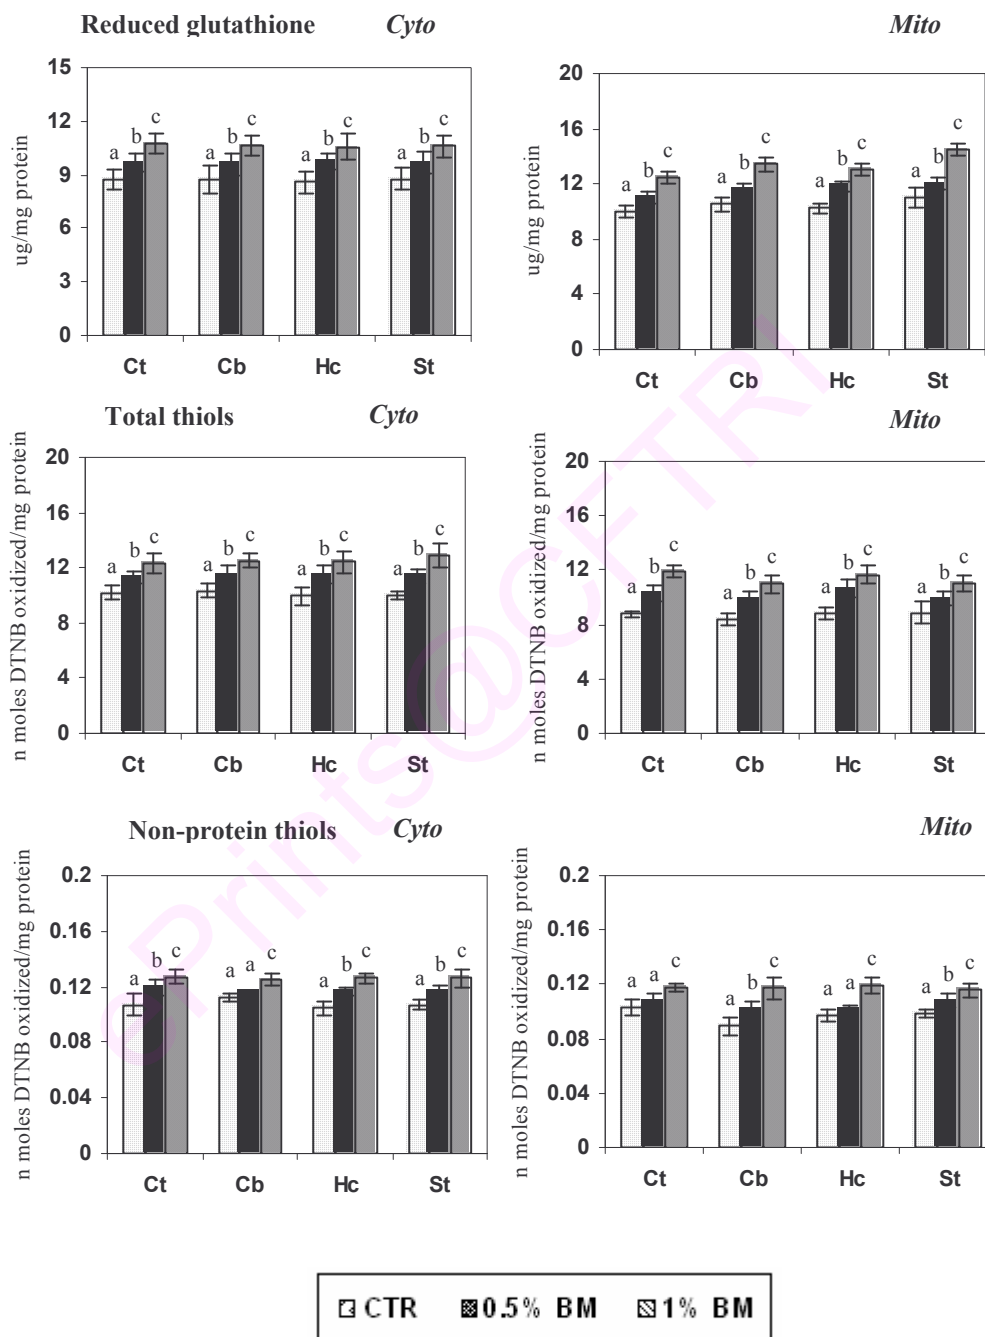 Reduced glutathione Cyto
Mito
ug/mg protein
15
12
9
6
3
0
a b c a b c a b c a b c
Ct Cb Hc St
ug/mg protein
20
16
12
8
4
0
a b c a b c a b c a b c
Ct Cb Hc St
Total thiols Cyto
Mito
n moles DTNB oxidized/mg protein
20
16
12
8
4
0
a b c a b c a b c a b c
Ct Cb Hc St
n moles DTNB oxidized/mg protein
20
16
12
8
4
0
a b c a b c a b c a b c
Ct Cb Hc St
Non-protein thiols Cyto
Mito
n moles DTNB oxidized/mg protein
0.2
0.16
0.12
0.08
0.04
0
a b c a a c a b c a b c
Ct Cb Hc St
n moles DTNB oxidized/mg protein
0.2
0.16
0.12
0.08
0.04
0
a a c a b c a a c a b c
Ct Cb Hc St
CTR 0.5% BM 1% BM
ePrints@CFTRI